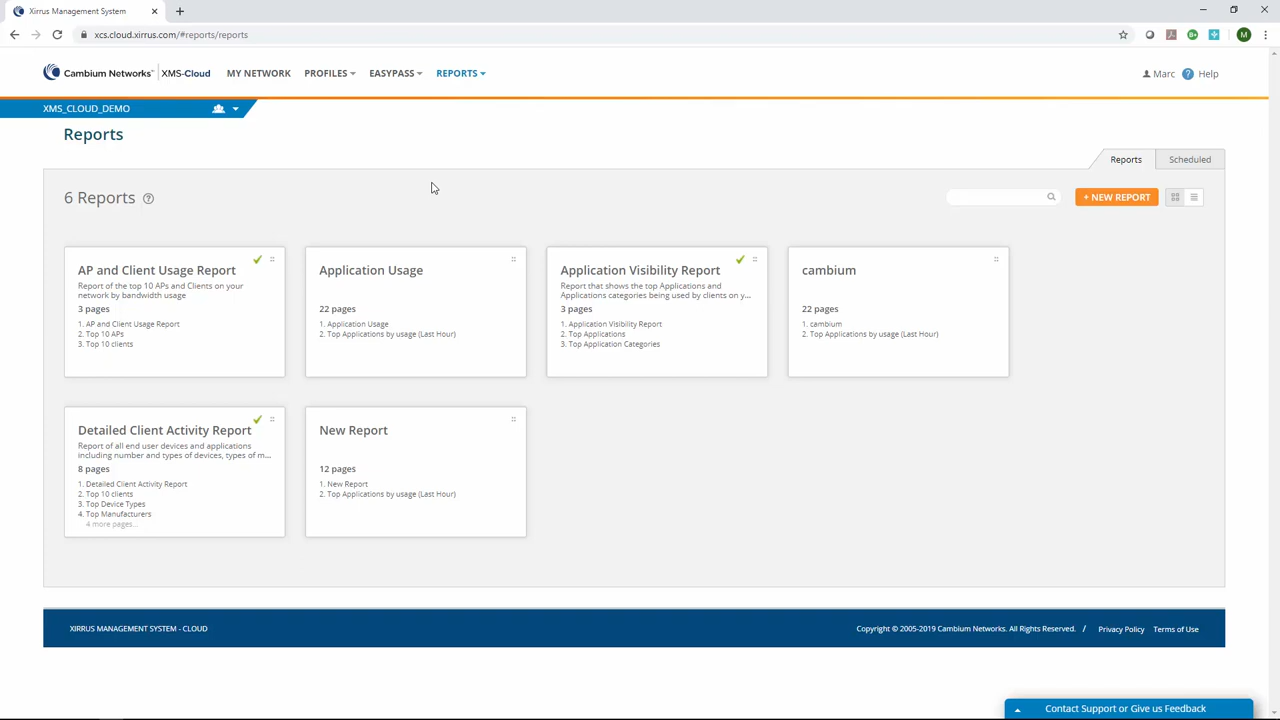 Xirrus Management System
xcs.cloud.xirrus.com/#reports/reports
M
Cambium Networks™ | XMS-Cloud
MY NETWORK
PROFILES
EASYPASS
REPORTS
Marc
? Help
XMS_CLOUD_DEMO
Reports
Reports
Scheduled
6 Reports ?
+ NEW REPORT
AP and Client Usage Report
Report of the top 10 APs and Clients on your
network by bandwidth usage
3 pages
1. AP and Client Usage Report
2. Top 10 APs
3. Top 10 clients
Application Usage
22 pages
1. Application Usage
2. Top Applications by usage (Last Hour)
Application Visibility Report
Report that shows the top Applications and
Applications categories being used by clients on y...
3 pages
1. Application Visibility Report
2. Top Applications
3. Top Application Categories
cambium
22 pages
1. cambium
2. Top Applications by usage (Last Hour)
Detailed Client Activity Report
Report of all end user devices and applications
including number and types of devices, types of m...
8 pages
1. Detailed Client Activity Report
2. Top 10 clients
3. Top Device Types
4. Top Manufacturers
4 more pages...
New Report
12 pages
1. New Report
2. Top Applications by usage (Last Hour)
XIRRUS MANAGEMENT SYSTEM - CLOUD
Copyright © 2005-2019 Cambium Networks. All Rights Reserved. / Privacy Policy Terms of Use
Contact Support or Give us Feedback